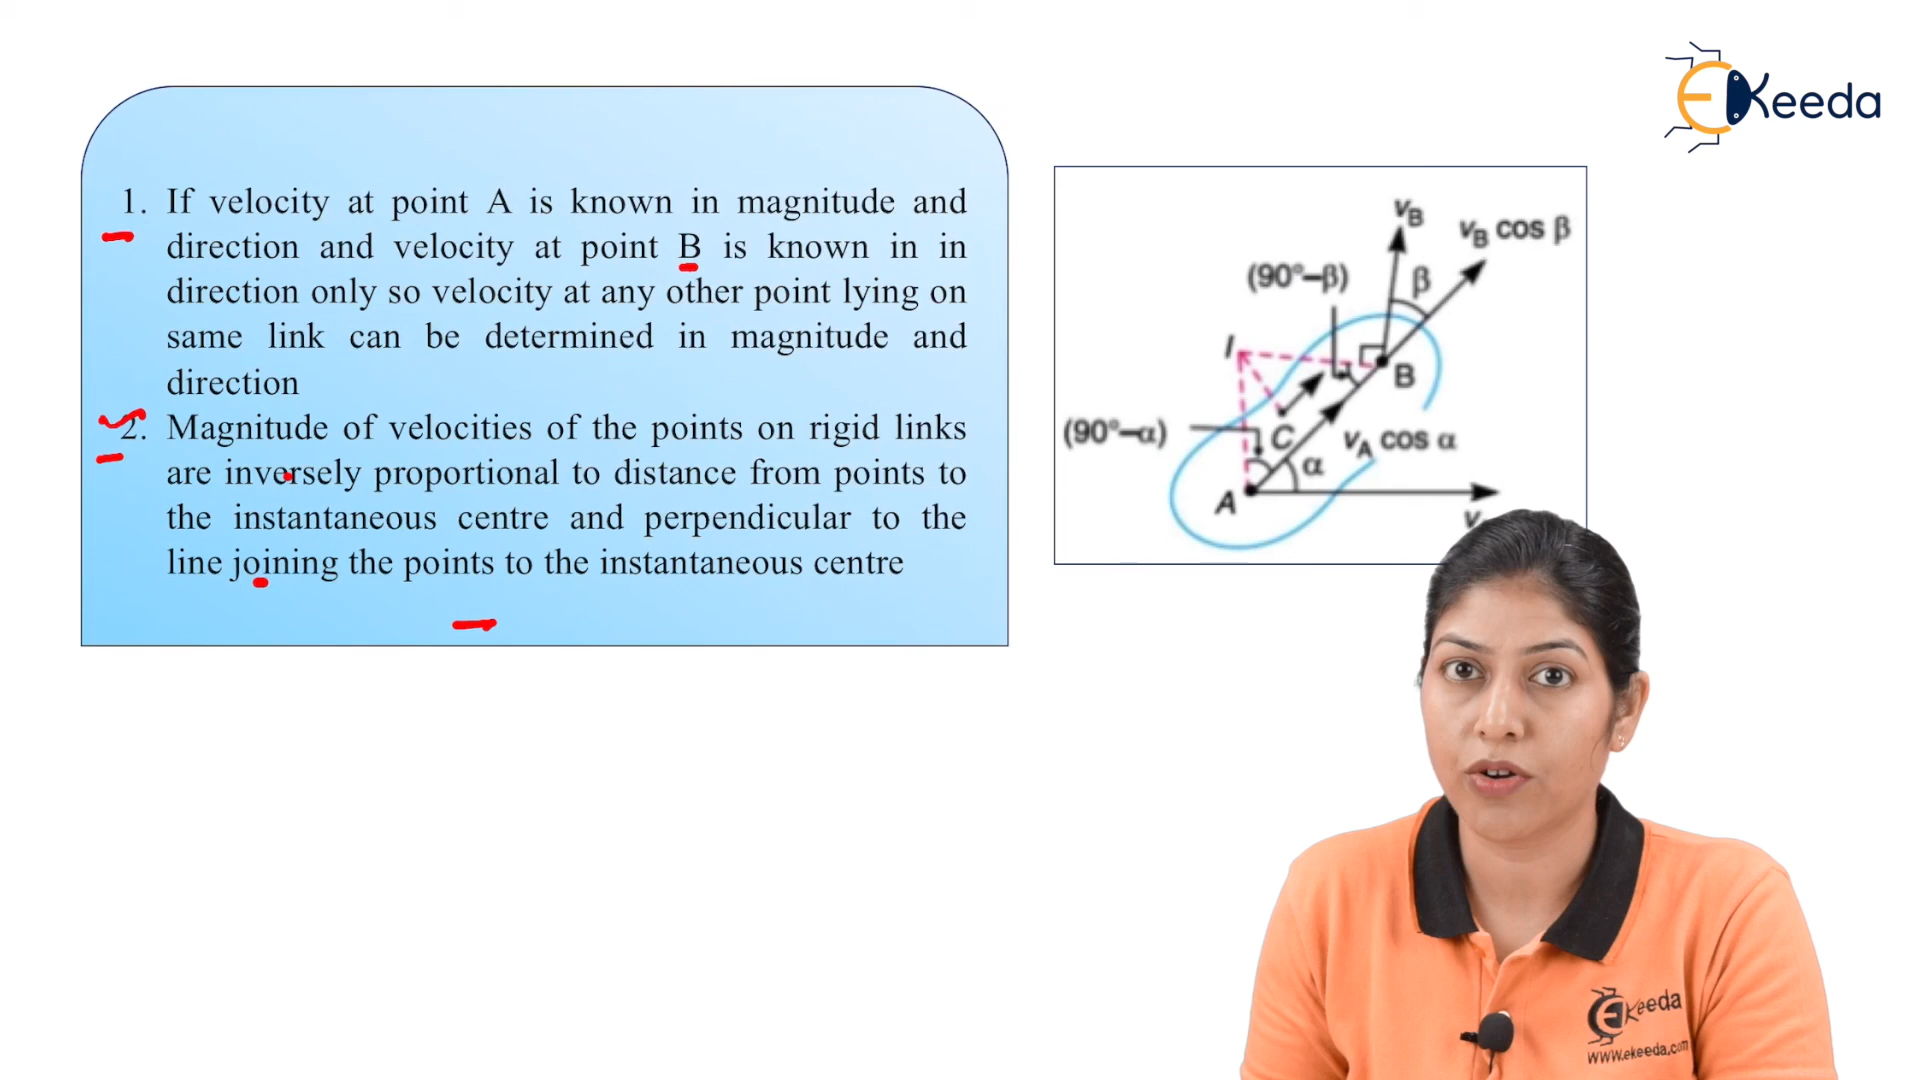 EKeeda
1. If velocity at point A is known in magnitude and
direction and velocity at point B is known in in
direction only so velocity at any other point lying on
same link can be determined in magnitude and
direction
2. Magnitude of velocities of the points on rigid links
are inversely proportional to distance from points to
the instantaneous centre and perpendicular to the
line joining the points to the instantaneous centre
vB
vB cos β
(90°–β)
β
I
B
(90°–α)
C
vA cos α
α
A
v
EKeeda
www.ekeeda.com